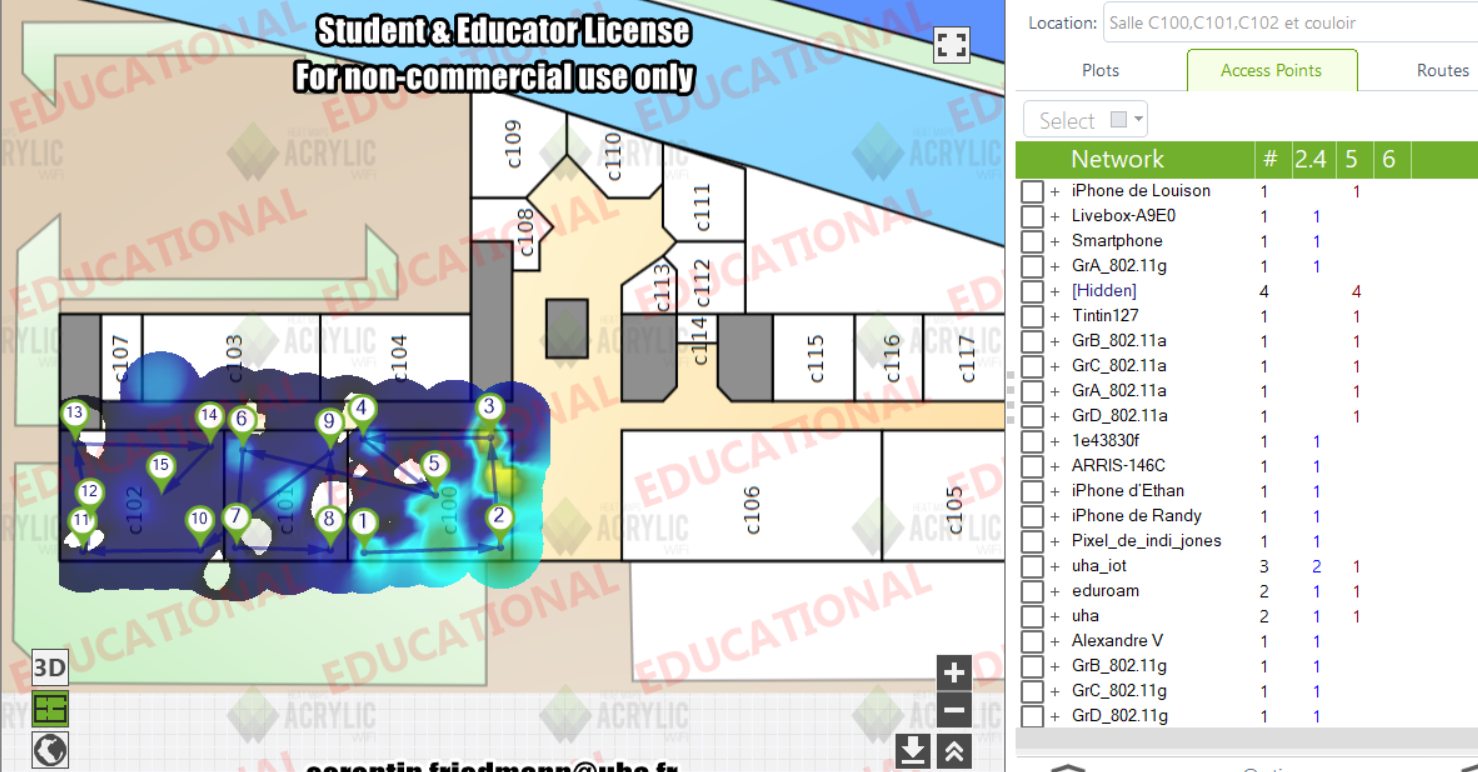 Student & Educator License
For non-commercial use only
EDUCATIONAL
ACRYLIC
WIFI
HEAT MAPS
c109
c110
c111
c108
c113
c112
c114
c107
c103
c104
c115
c116
c117
13
14
6
9
4
3
15
5
12
11
10
7
8
1
2
c102
c101
c100
c106
c105
3D
Location: Salle C100,C101,C102 et couloir
Plots Access Points Routes
Select
Network # 2.4 5 6
+ iPhone de Louison 1 1
+ Livebox-A9E0 1 1
+ Smartphone 1 1
+ GrA_802.11g 1 1
+ [Hidden] 4 4
+ Tintin127 1 1
+ GrB_802.11a 1 1
+ GrC_802.11a 1 1
+ GrA_802.11a 1 1
+ GrD_802.11a 1 1
+ 1e43830f 1 1
+ ARRIS-146C 1 1
+ iPhone d'Ethan 1 1
+ iPhone de Randy 1 1
+ Pixel_de_indi_jones 1 1
+ uha_iot 3 2 1
+ eduroam 2 1 1
+ uha 2 1 1
+ Alexandre V 1 1
+ GrB_802.11g 1 1
+ GrC_802.11g 1 1
+ GrD_802.11g 1 1